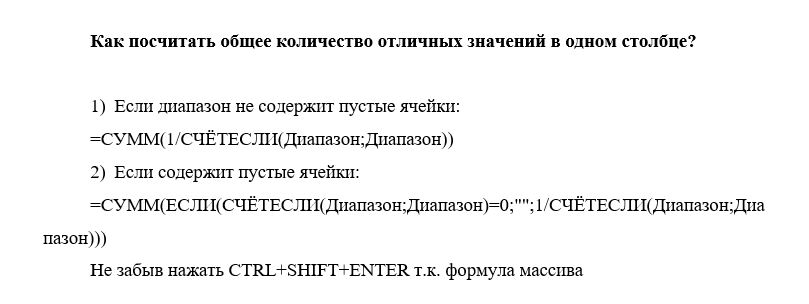 Как посчитать общее количество отличных значений в одном столбце?
1) Если диапазон не содержит пустые ячейки:
=СУММ(1/СЧЁТЕСЛИ(Диапазон;Диапазон))
2) Если содержит пустые ячейки:
=СУММ(ЕСЛИ(СЧЁТЕСЛИ(Диапазон;Диапазон)=0;"";1/СЧЁТЕСЛИ(Диапазон;Диа
пазон)))
Не забыв нажать CTRL+SHIFT+ENTER т.к. формула массива